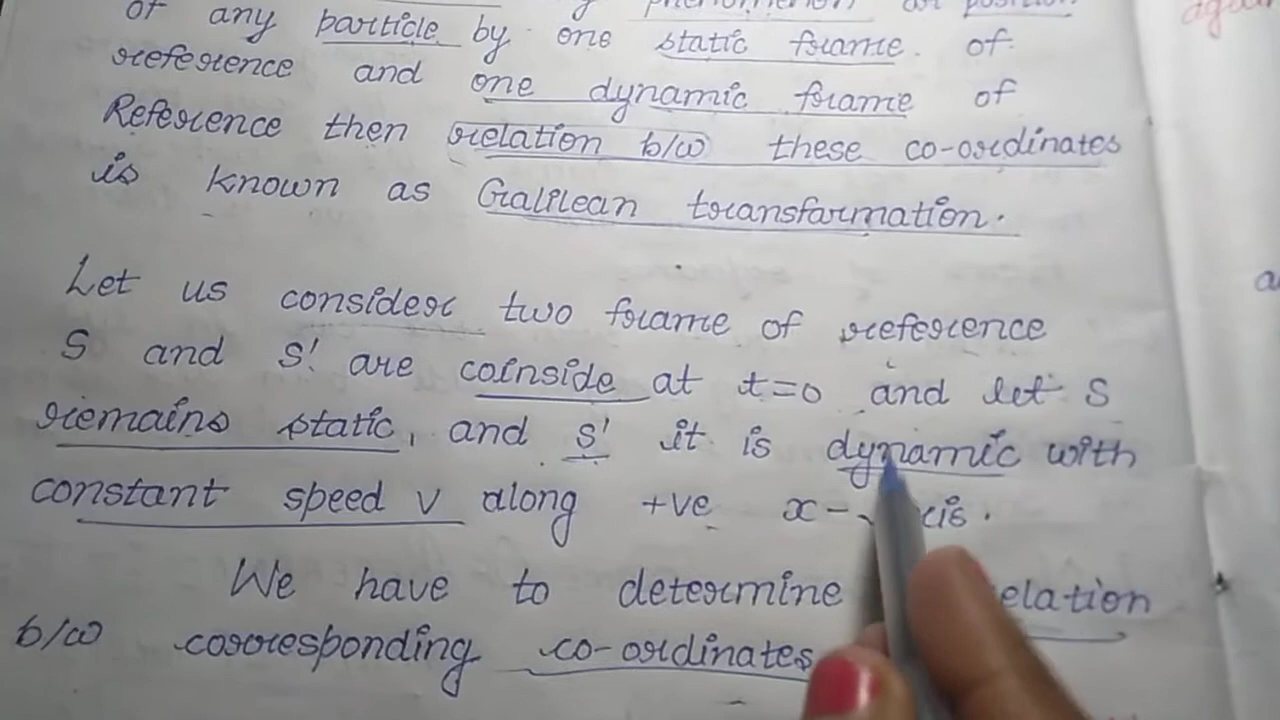 of any particle by one static frame of
reference and one dynamic frame of
Reference then relation b/w these co-ordinates
is known as Galilean transformation.
Let us consider two frame of reference
S and S' are coinside at t=0 and let S
remains static, and S' it is dynamic with
constant speed v along +ve x-
We have to determine
b/w corresponding co-ordinates